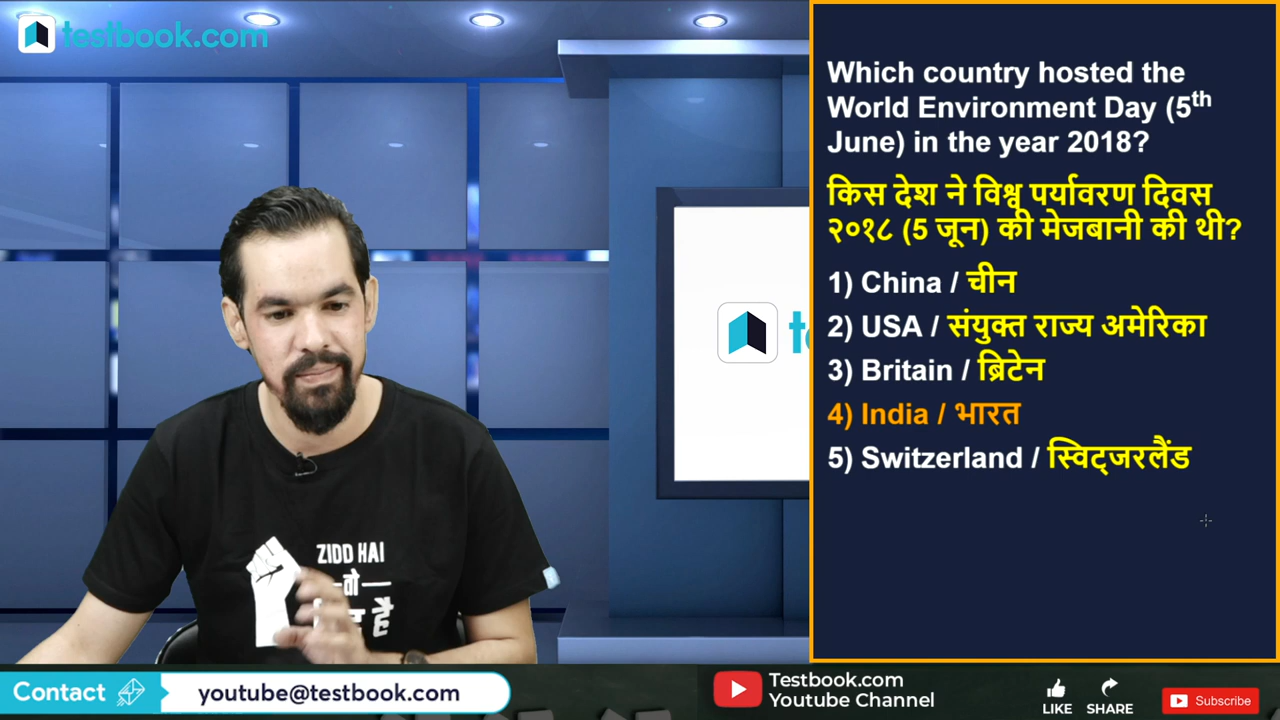 testbook.com
Which country hosted the
World Environment Day (5th
June) in the year 2018?
किस देश ने विश्व पर्यावरण दिवस
२०१८ (5 जून) की मेजबानी की थी?
1) China / चीन
2) USA / संयुक्त राज्य अमेरिका
3) Britain / ब्रिटेन
4) India / भारत
5) Switzerland / स्विट्जरलैंड
ZIDD HAI
तो
है
Contact
youtube@testbook.com
Testbook.com
Youtube Channel
LIKE
SHARE
Subscribe